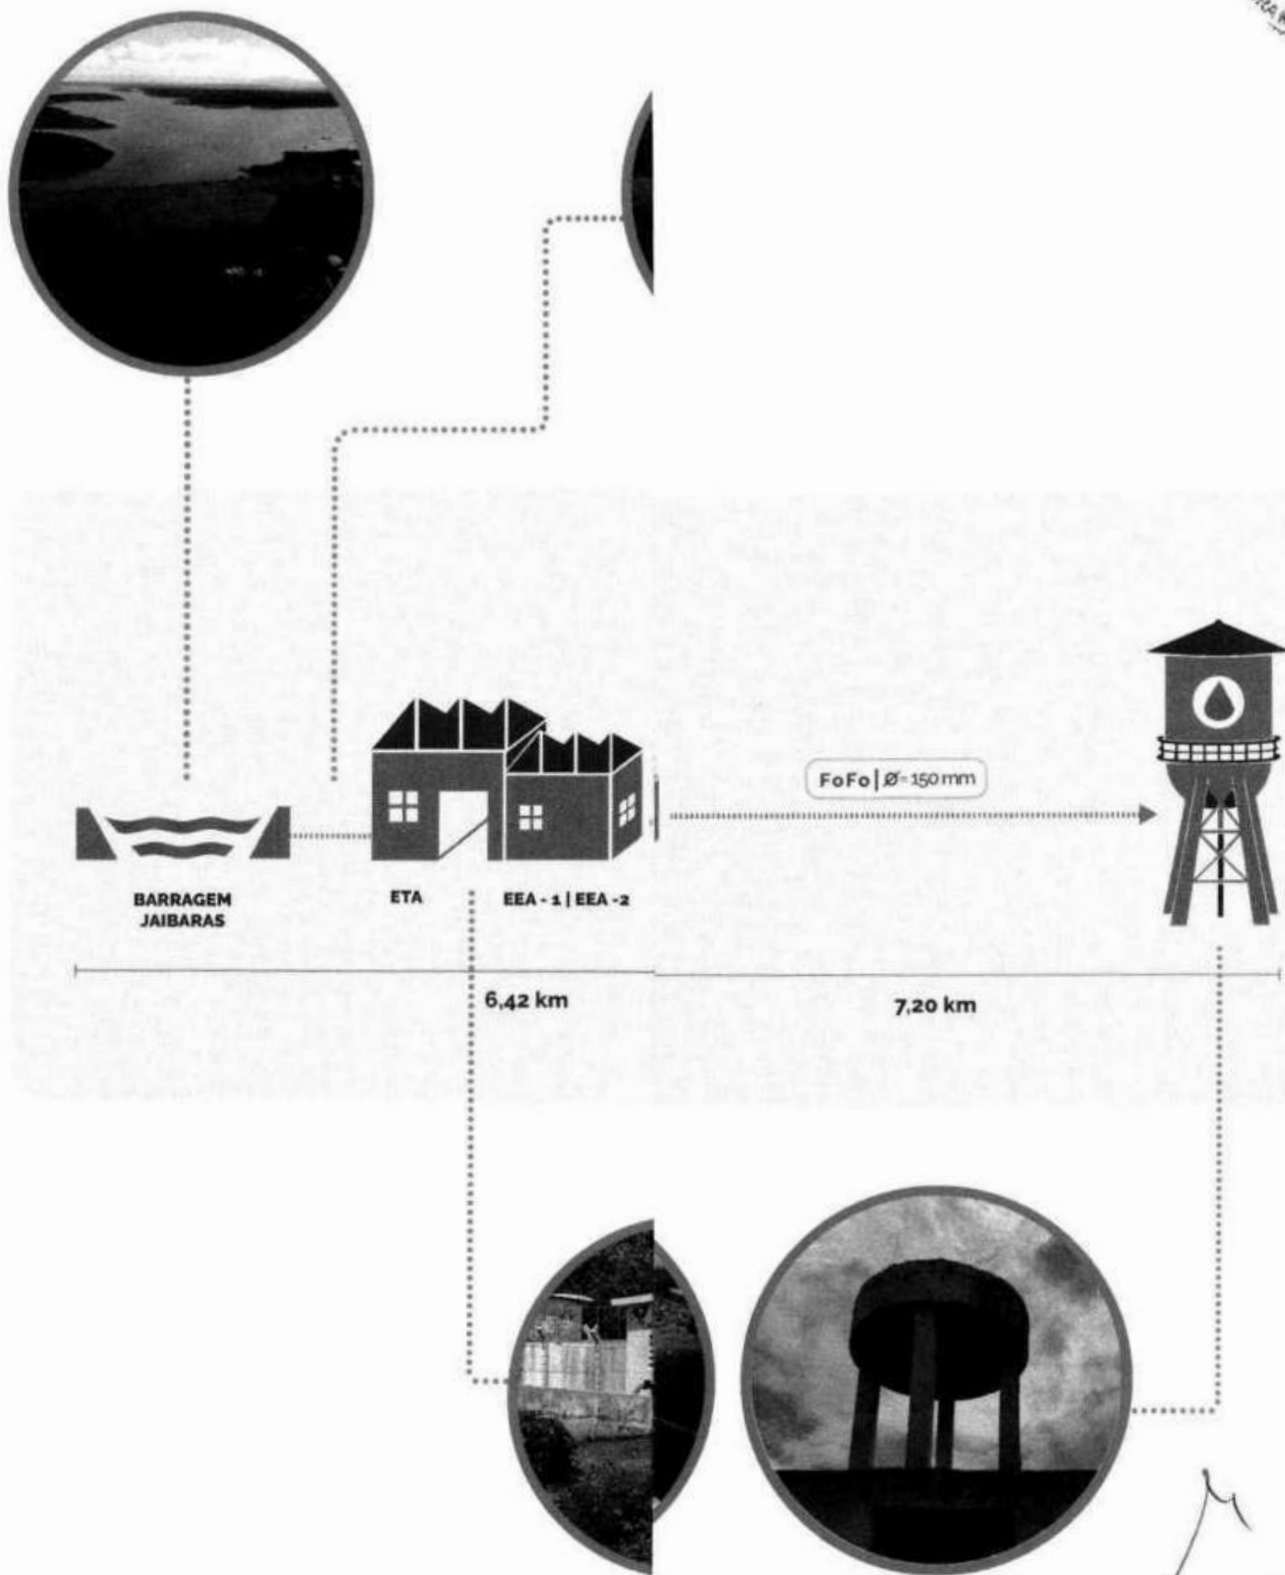 FoFo | Ø=150 mm
BARRAGEM
JAIBARAS
ETA
EEA - 1 | EEA -2
6,42 km
7,20 km